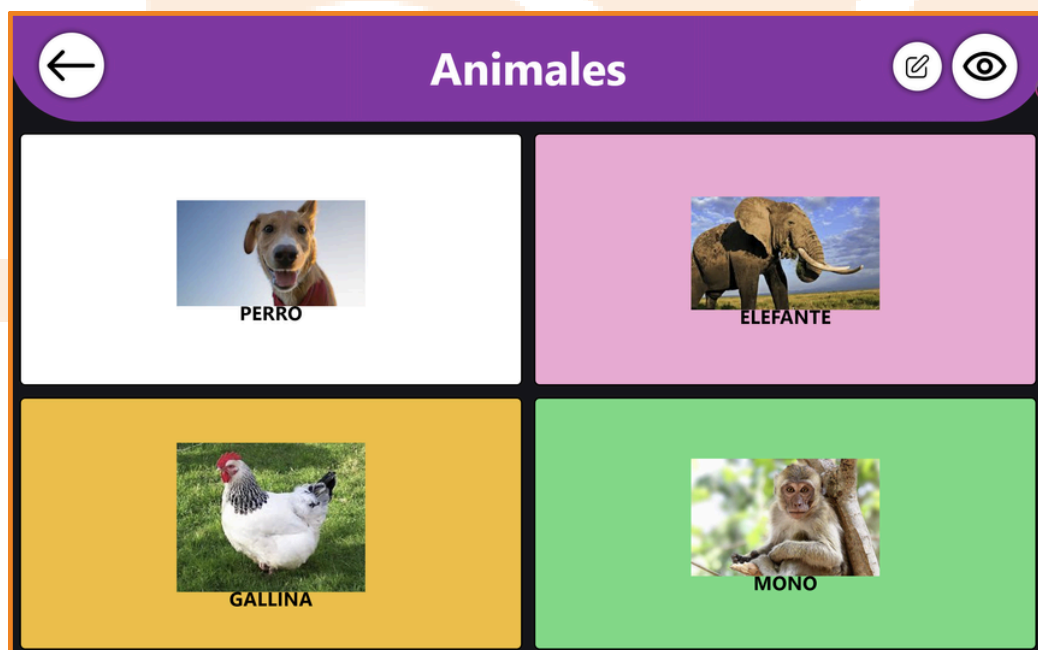 Animales
PERRO
ELEFANTE
GALLINA
MONO